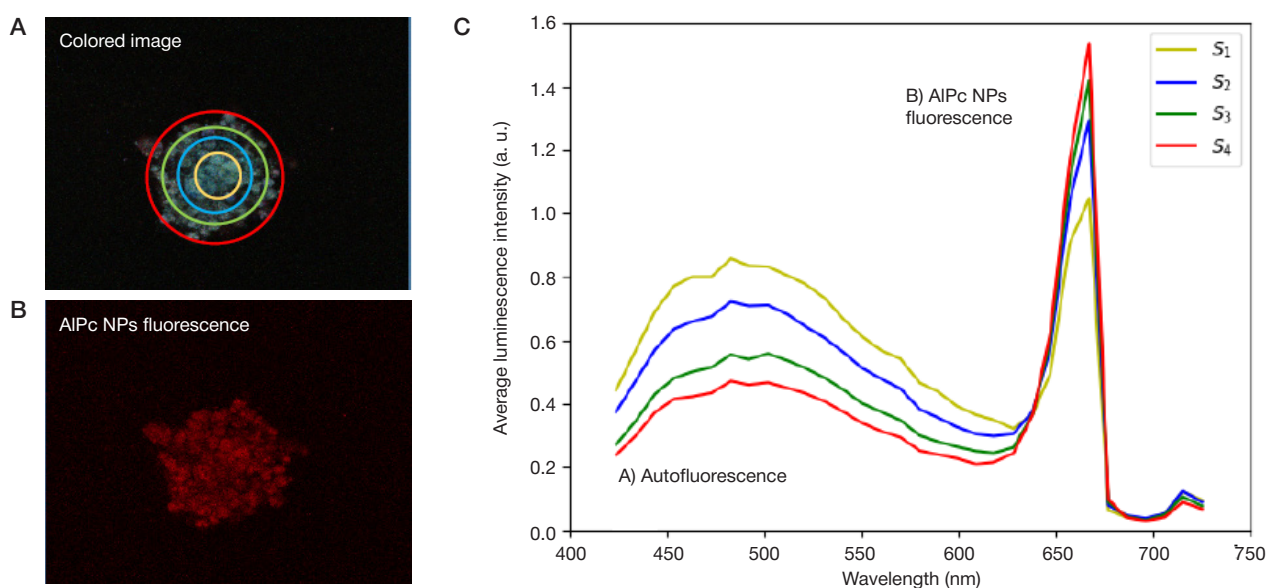 A
Colored image
B
AlPc NPs fluorescence
C
Average luminescence intensity (a. u.)
1.6
1.4
1.2
1.0
0.8
0.6
0.4
0.2
0.0
B) AlPc NPs
fluorescence
A) Autofluorescence
S1
S2
S3
S4
400
450
500
550
600
650
700
750
Wavelength (nm)